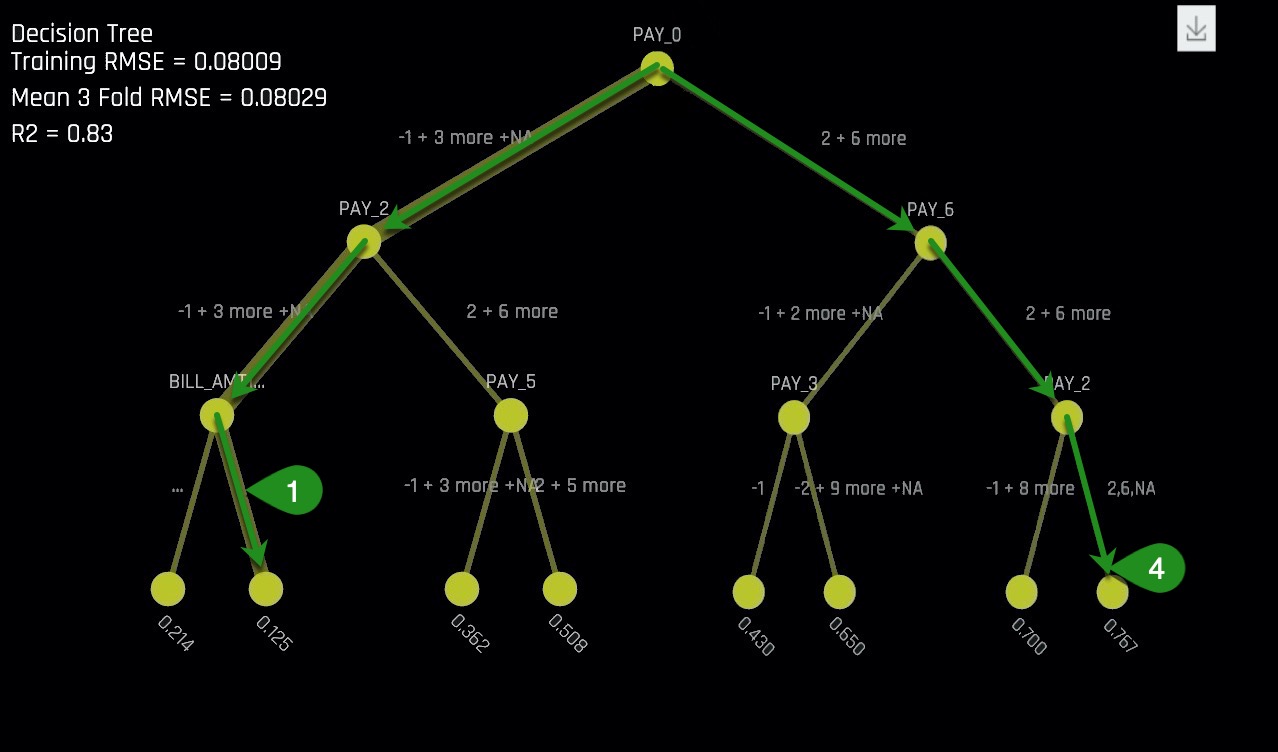 Decision Tree
Training RMSE = 0.08009
Mean 3 Fold RMSE = 0.08029
R2 = 0.83
PAY_0
-1 + 3 more +NA
2 + 6 more
PAY_2
PAY_6
-1 + 3 more +NA
2 + 6 more
-1 + 2 more +NA
2 + 6 more
BILL_AMT1...
PAY_5
PAY_3
PAY_2
...
1
-1 + 3 more +NA
2 + 5 more
-1
-2 + 9 more +NA
-1 + 8 more
2,6,NA
4
0.214
0.125
0.362
0.508
0.430
0.650
0.700
0.767